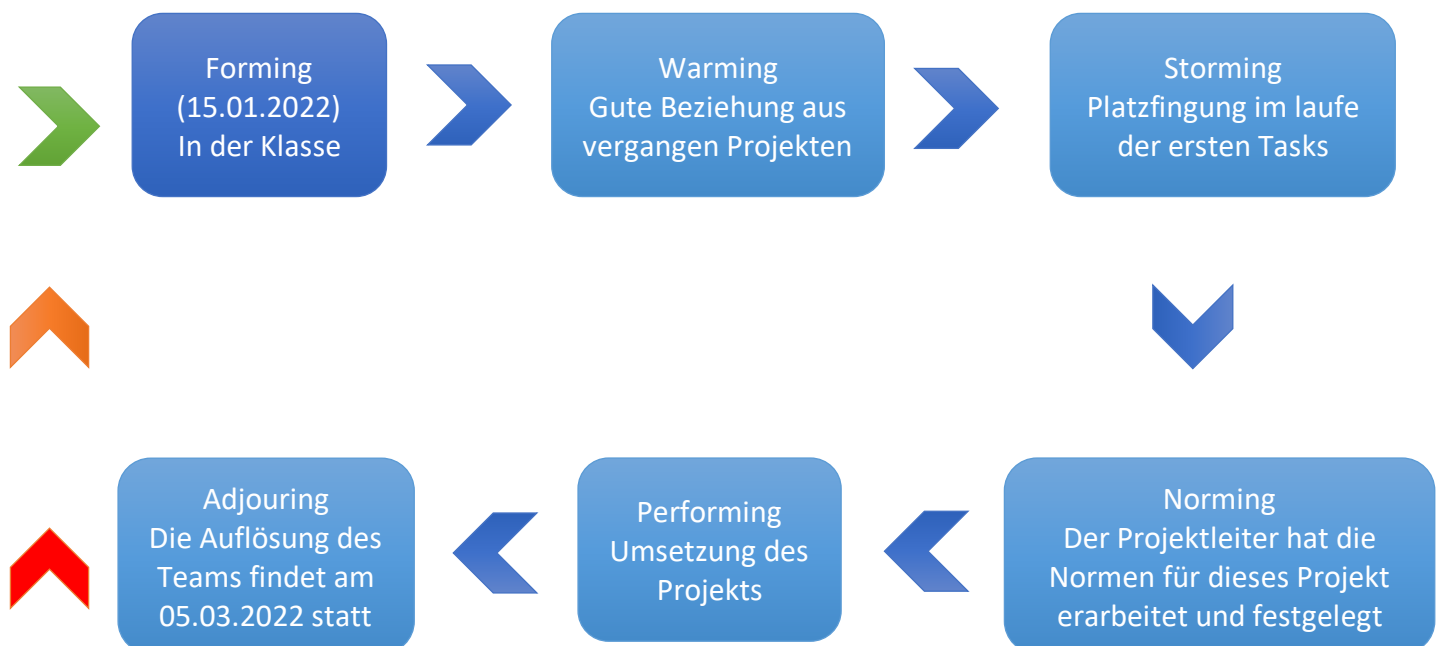 Forming
(15.01.2022)
In der Klasse
Warming
Gute Beziehung aus
vergangen Projekten
Storming
Platzfingung im laufe
der ersten Tasks
Norming
Der Projektleiter hat die
Normen für dieses Projekt
erarbeitet und festgelegt
Performing
Umsetzung des
Projekts
Adjouring
Die Auflösung des
Teams findet am
05.03.2022 statt